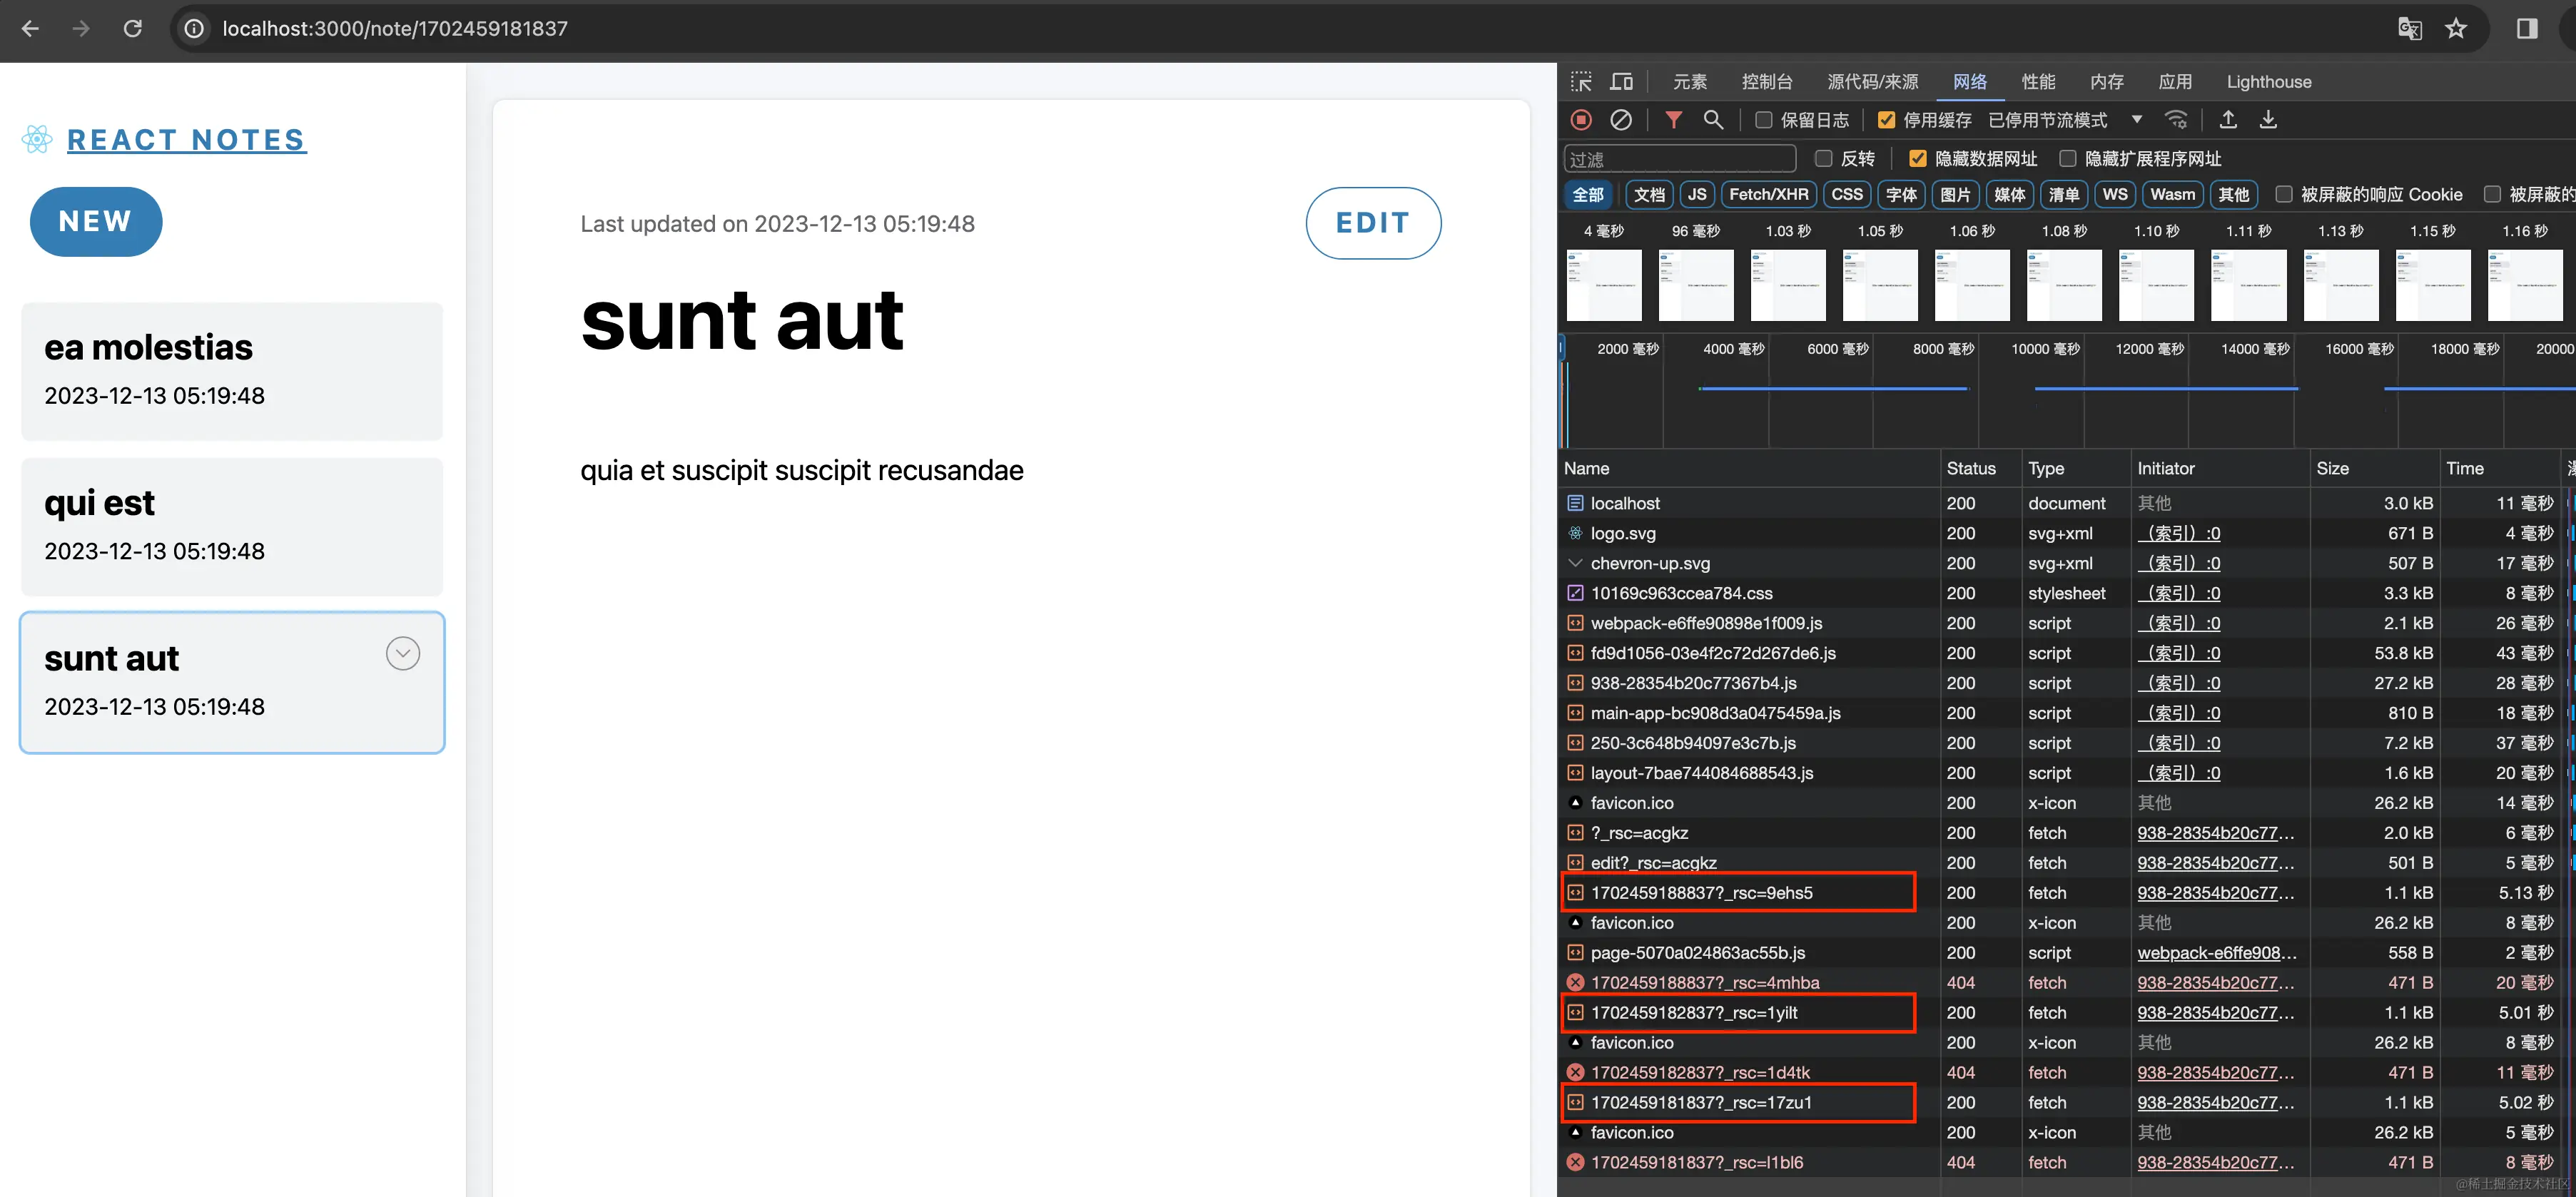 localhost:3000/note/1702459181837
REACT NOTES
NEW
ea molestias
2023-12-13 05:19:48
qui est
2023-12-13 05:19:48
sunt aut
2023-12-13 05:19:48
Last updated on 2023-12-13 05:19:48
EDIT
sunt aut
quia et suscipit suscipit recusandae
元素 控制台 源代码/来源 网络 性能 内存 应用 Lighthouse
保留日志 停用缓存 已停用节流模式
过滤 反转 隐藏数据网址 隐藏扩展程序网址
全部 文档 JS Fetch/XHR CSS 字体 图片 媒体 清单 WS Wasm 其他 被屏蔽的响应 Cookie 被屏蔽的
4 毫秒 96 毫秒 1.03 秒 1.05 秒 1.06 秒 1.08 秒 1.10 秒 1.11 秒 1.13 秒 1.15 秒 1.16 秒
2000 毫秒 4000 毫秒 6000 毫秒 8000 毫秒 10000 毫秒 12000 毫秒 14000 毫秒 16000 毫秒 18000 毫秒 20000
Name Status Type Initiator Size Time
localhost 200 document 其他 3.0 kB 11 毫秒
logo.svg 200 svg+xml （索引）:0 671 B 4 毫秒
chevron-up.svg 200 svg+xml （索引）:0 507 B 17 毫秒
10169c963ccea784.css 200 stylesheet （索引）:0 3.3 kB 8 毫秒
webpack-e6ffe90898e1f009.js 200 script （索引）:0 2.1 kB 26 毫秒
fd9d1056-03e4f2c72d267de6.js 200 script （索引）:0 53.8 kB 43 毫秒
938-28354b20c77367b4.js 200 script （索引）:0 27.2 kB 28 毫秒
main-app-bc908d3a0475459a.js 200 script （索引）:0 810 B 18 毫秒
250-3c648b94097e3c7b.js 200 script （索引）:0 7.2 kB 37 毫秒
layout-7bae744084688543.js 200 script （索引）:0 1.6 kB 20 毫秒
favicon.ico 200 x-icon 其他 26.2 kB 14 毫秒
?_rsc=acgkz 200 fetch 938-28354b20c77… 2.0 kB 6 毫秒
edit?_rsc=acgkz 200 fetch 938-28354b20c77… 501 B 5 毫秒
1702459188837?_rsc=9ehs5 200 fetch 938-28354b20c77… 1.1 kB 5.13 秒
favicon.ico 200 x-icon 其他 26.2 kB 8 毫秒
page-5070a024863ac55b.js 200 script webpack-e6ffe908… 558 B 2 毫秒
1702459188837?_rsc=4mhba 404 fetch 938-28354b20c77… 471 B 20 毫秒
1702459182837?_rsc=1yilt 200 fetch 938-28354b20c77… 1.1 kB 5.01 秒
favicon.ico 200 x-icon 其他 26.2 kB 8 毫秒
1702459182837?_rsc=1d4tk 404 fetch 938-28354b20c77… 471 B 11 毫秒
1702459181837?_rsc=17zu1 200 fetch 938-28354b20c77… 1.1 kB 5.02 秒
favicon.ico 200 x-icon 其他 26.2 kB 5 毫秒
1702459181837?_rsc=l1bl6 404 fetch 938-28354b20c77… 471 B 8 毫秒
@稀土掘金技术社区